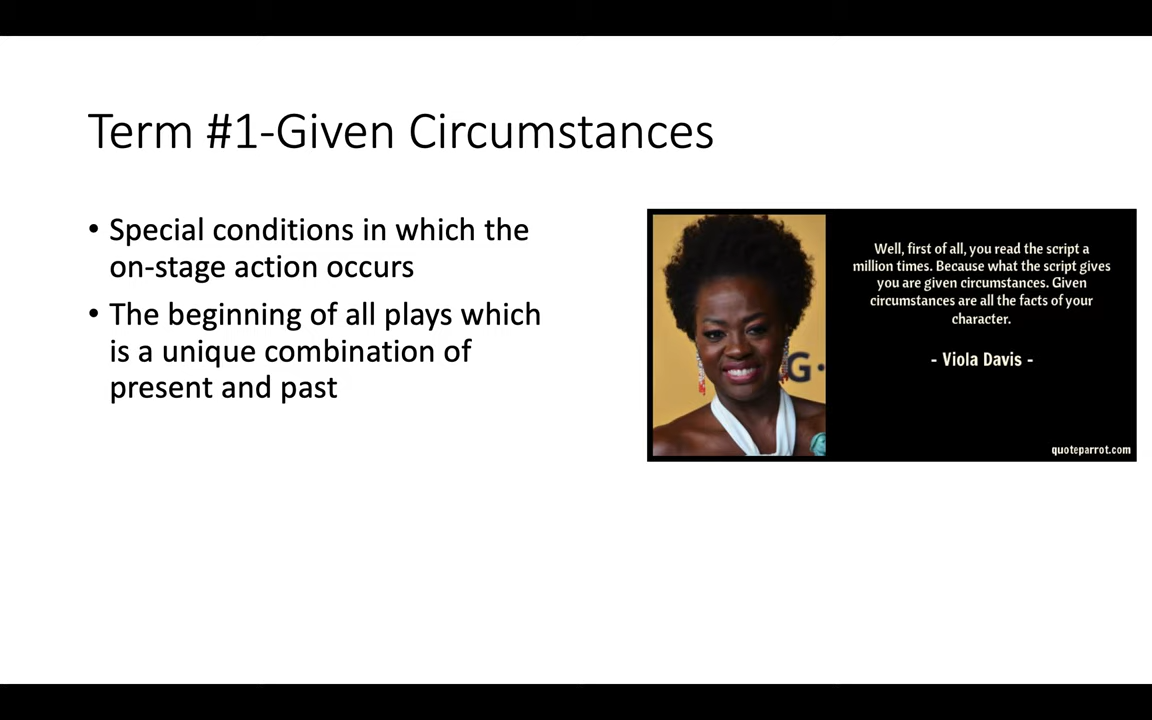 Term #1-Given Circumstances
• Special conditions in which the
on-stage action occurs
• The beginning of all plays which
is a unique combination of
present and past
G
Well, first of all, you read the script a
million times. Because what the script gives
you are given circumstances. Given
circumstances are all the facts of your
character.
- Viola Davis -
quoteparrot.com